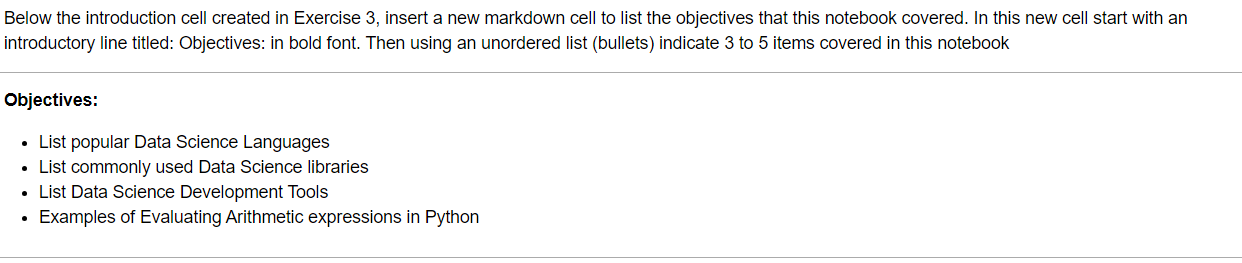 Below the introduction cell created in Exercise 3, insert a new markdown cell to list the objectives that this notebook covered. In this new cell start with an
introductory line titled: Objectives: in bold font. Then using an unordered list (bullets) indicate 3 to 5 items covered in this notebook
Objectives:
• List popular Data Science Languages
• List commonly used Data Science libraries
• List Data Science Development Tools
• Examples of Evaluating Arithmetic expressions in Python